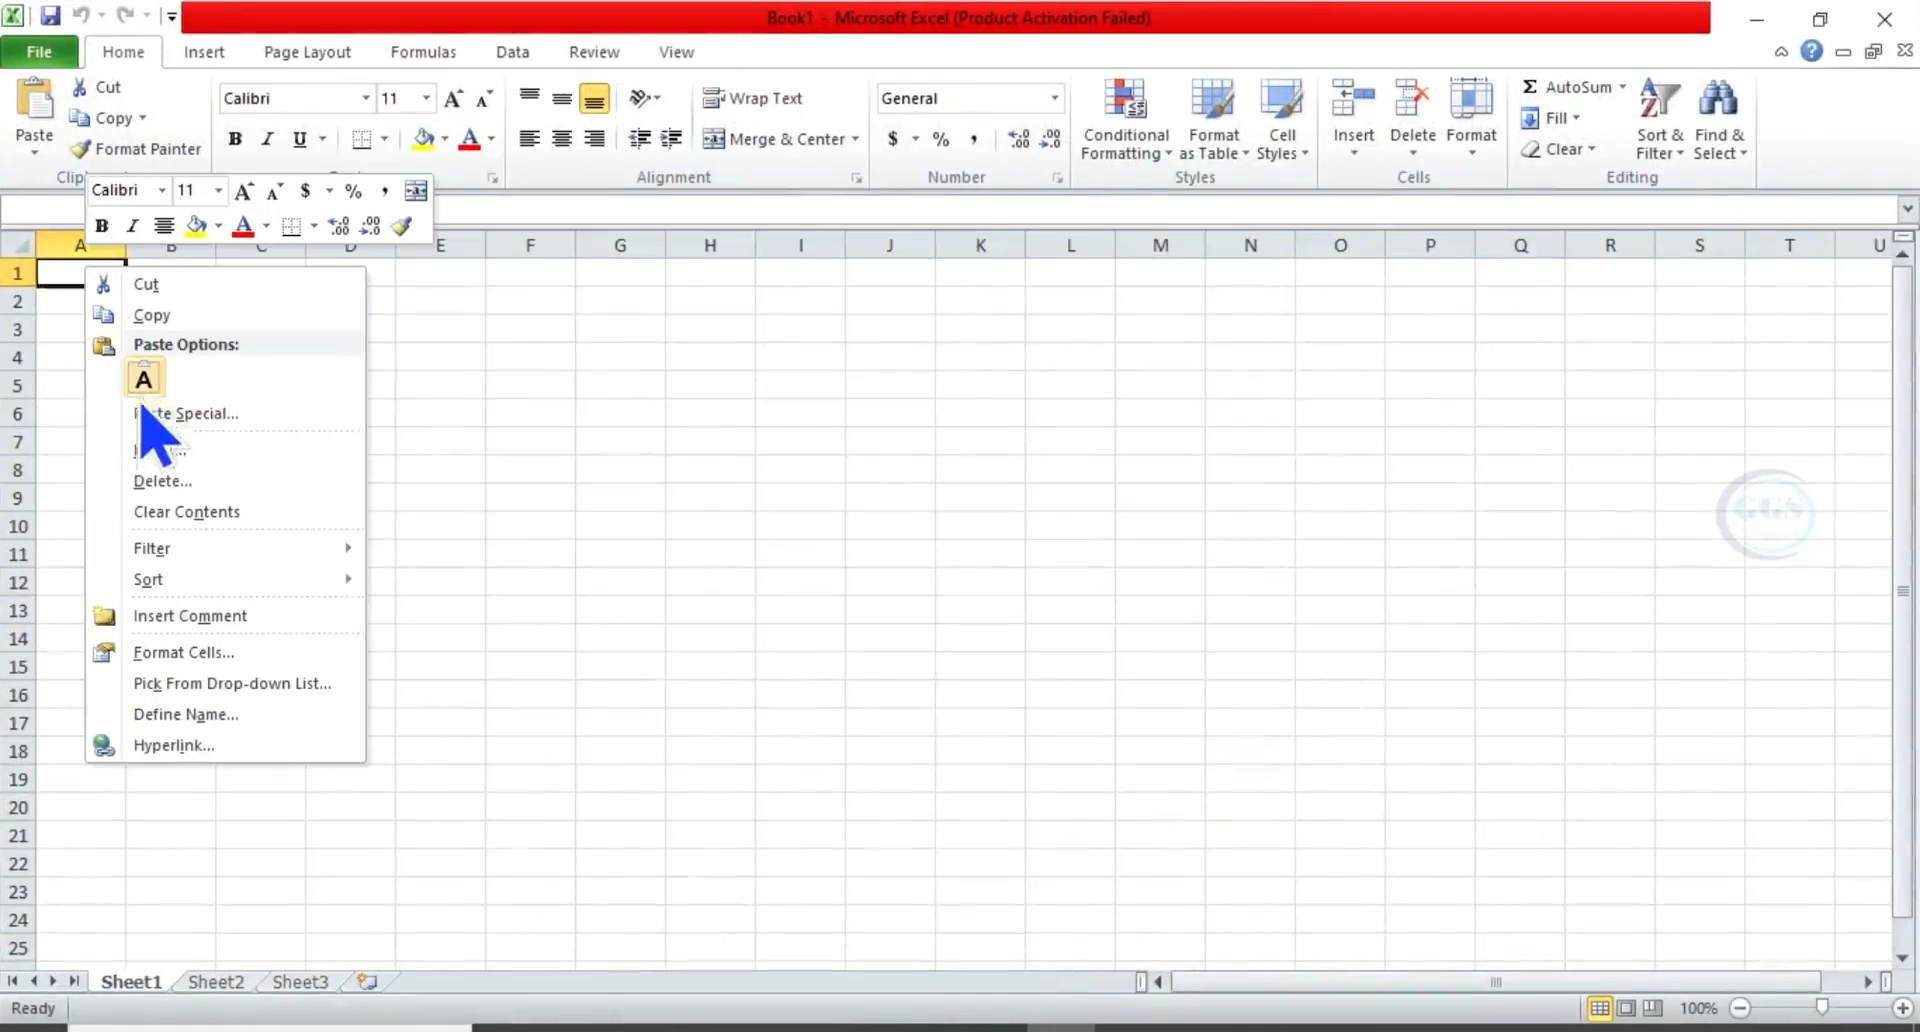 Book1 - Microsoft Excel (Product Activation Failed)
File Home Insert Page Layout Formulas Data Review View
Paste
Cut
Copy
Format Painter
Calibri 11
B I U
Wrap Text
Merge & Center
Alignment
General
$ % ,
Number
Conditional Formatting
Format as Table
Cell Styles
Styles
Insert
Delete
Format
Cells
Σ AutoSum
Fill
Clear
Sort & Filter
Find & Select
Editing
Calibri 11 $ % ,
B I
A B C D E F G H I J K L M N O P Q R S T U
1
2
3
4
5
6
7
8
9
10
11
12
13
14
15
16
17
18
19
20
21
22
23
24
25
Cut
Copy
Paste Options:
A
Special...
Delete...
Clear Contents
Filter
Sort
Insert Comment
Format Cells...
Pick From Drop-down List...
Define Name...
Hyperlink...
GGS
Sheet1 Sheet2 Sheet3
Ready
100%